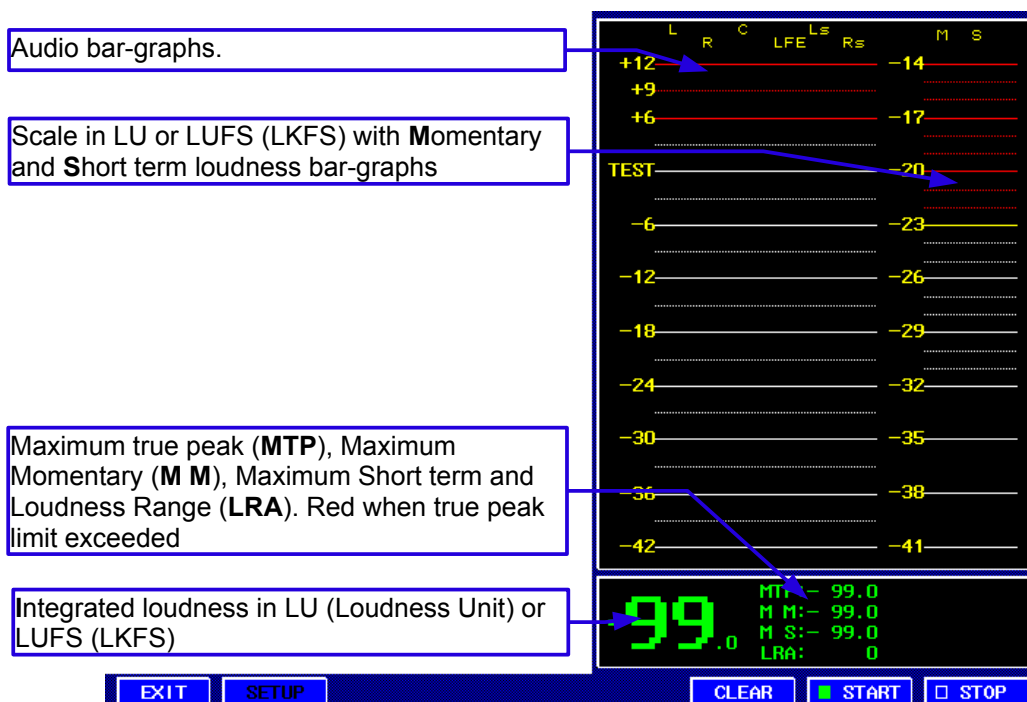 Audio bar-graphs.
Scale in LU or LUFS (LKFS) with Momentary
and Short term loudness bar-graphs
Maximum true peak (MTP), Maximum
Momentary (M M), Maximum Short term and
Loudness Range (LRA). Red when true peak
limit exceeded
Integrated loudness in LU (Loudness Unit) or
LUFS (LKFS)
L R C LFE Ls Rs M S
+12 -14
+9
+6 -17
TEST -20
-6 -23
-12 -26
-18 -29
-24 -32
-30 -35
-36 -38
-42 -41
-99.0
MTP:- 99.0
M M:- 99.0
M S:- 99.0
LRA: 0
EXIT SETUP CLEAR START STOP